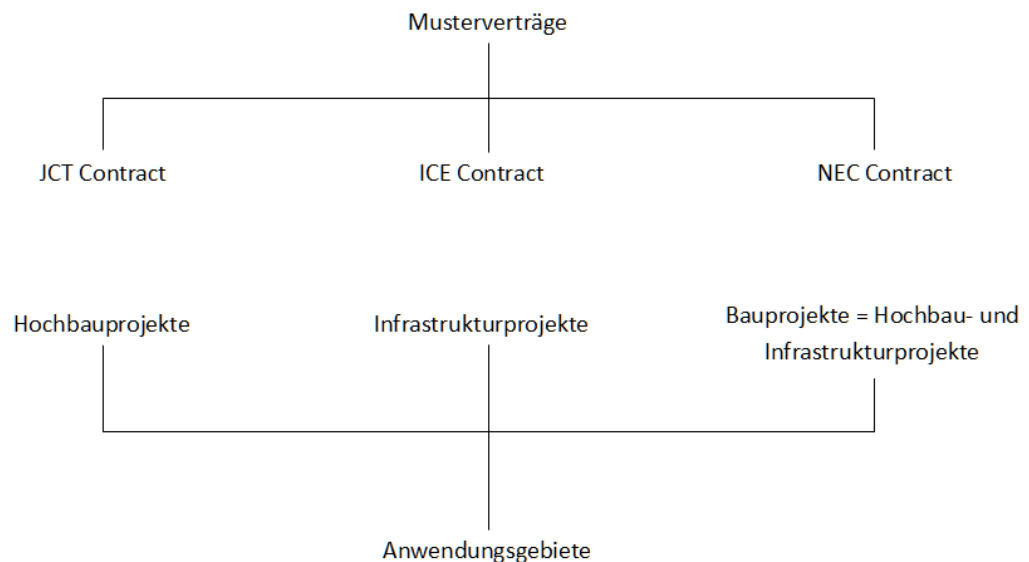 Musterverträge
JCT Contract
ICE Contract
NEC Contract
Hochbauprojekte
Infrastrukturprojekte
Bauprojekte = Hochbau- und
Infrastrukturprojekte
Anwendungsgebiete